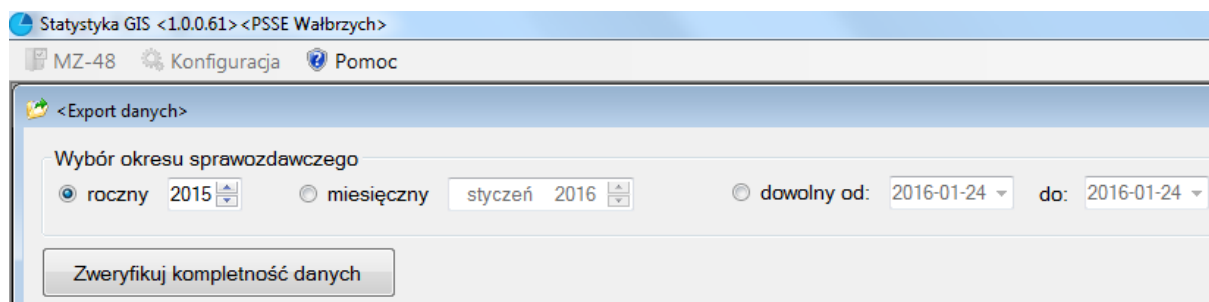 Statystyka GIS <1.0.0.61><PSSE Wałbrzych>
MZ-48 Konfiguracja Pomoc
<Export danych>
Wybór okresu sprawozdawczego
roczny 2015 miesięczny styczeń 2016 dowolny od: 2016-01-24 do: 2016-01-24
Zweryfikuj kompletność danych